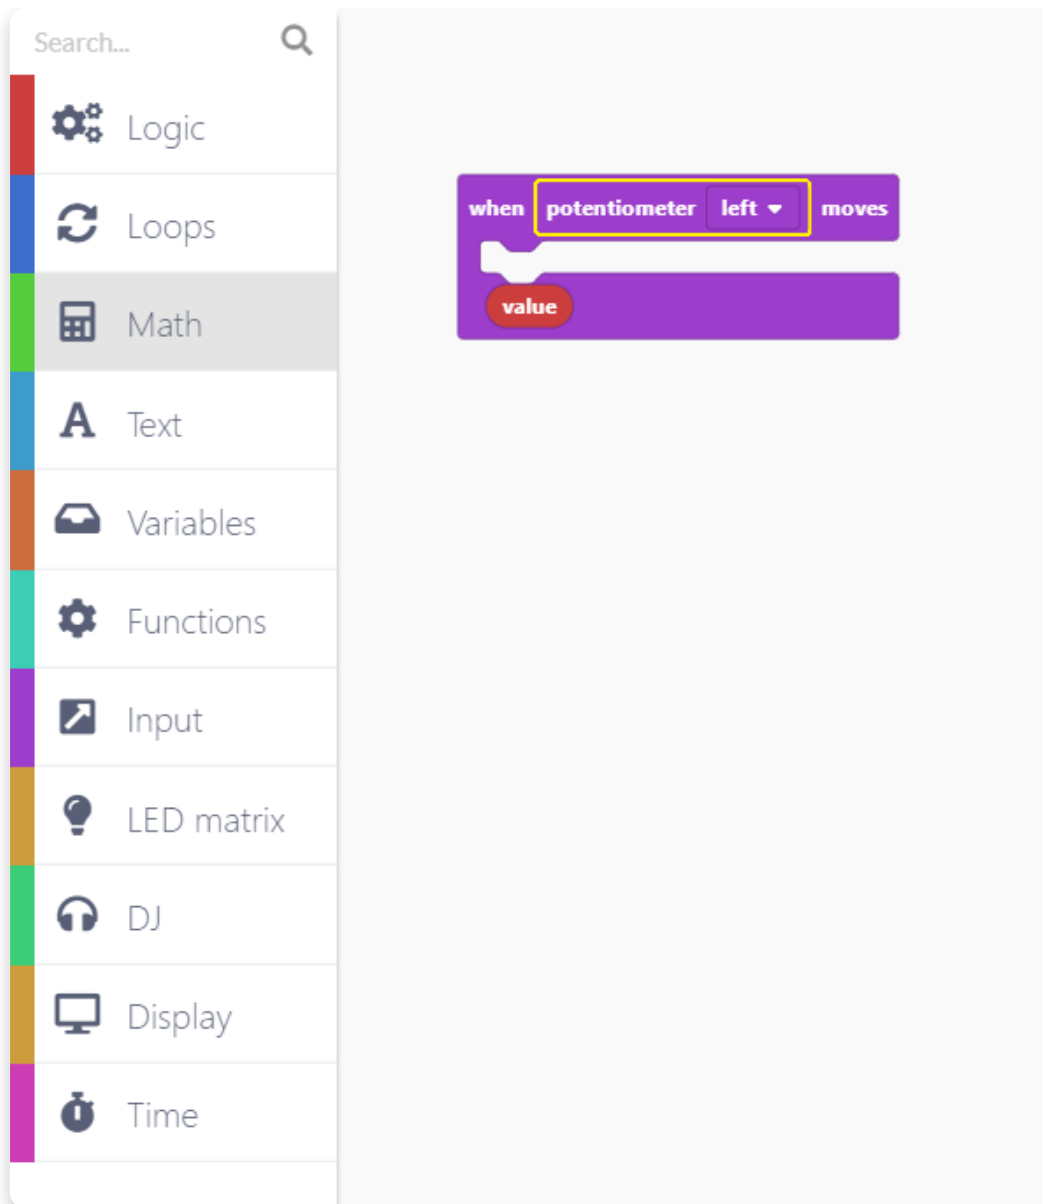 Search...
Logic
Loops
Math
Text
Variables
Functions
Input
LED matrix
DJ
Display
Time
when potentiometer left moves
value